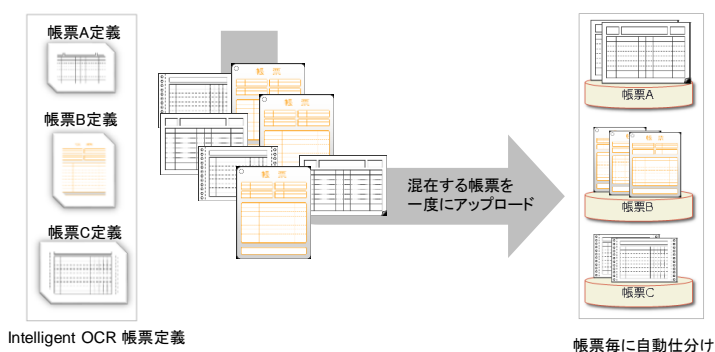 帳票A定義
帳票B定義
帳票C定義
Intelligent OCR 帳票定義
帳 票
帳 票
帳 票
混在する帳票を
一度にアップロード
帳票A
帳票B
帳票C
帳票毎に自動仕分け